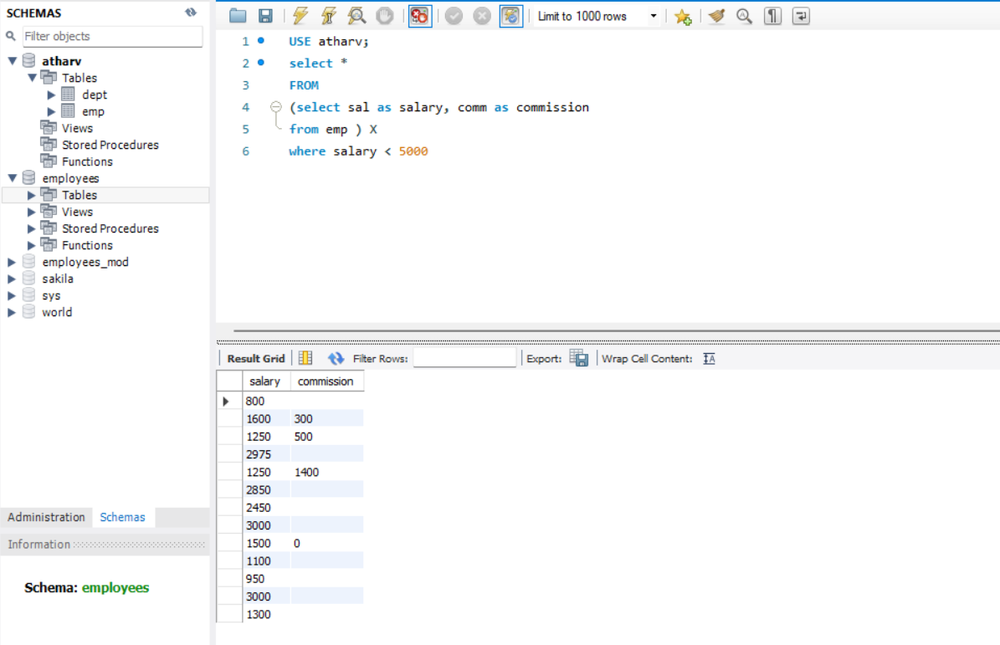 SCHEMAS
Filter objects
atharv
Tables
dept
emp
Views
Stored Procedures
Functions
employees
Tables
Views
Stored Procedures
Functions
employees_mod
sakila
sys
world
Administration Schemas
Information
Schema: employees
Limit to 1000 rows
1 USE atharv;
2 select *
3 FROM
4 (select sal as salary, comm as commission
5 from emp ) X
6 where salary < 5000
Result Grid Filter Rows: Export: Wrap Cell Content:
salary commission
800
1600 300
1250 500
2975
1250 1400
2850
2450
3000
1500 0
1100
950
3000
1300